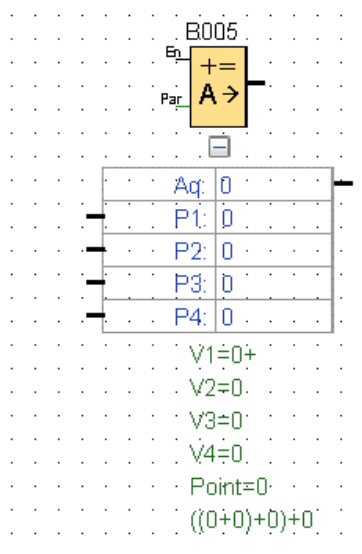 B005
En
+=
Par
A→
Aq: 0
P1: 0
P2: 0
P3: 0
P4: 0
V1=0+
V2=0
V3=0
V4=0
Point=0
((0+0)+0)+0